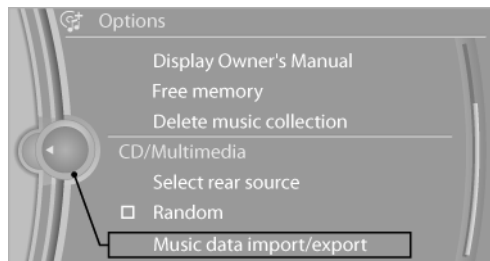 Options
Display Owner's Manual
Free memory
Delete music collection
CD/Multimedia
Select rear source
Random
Music data import/export